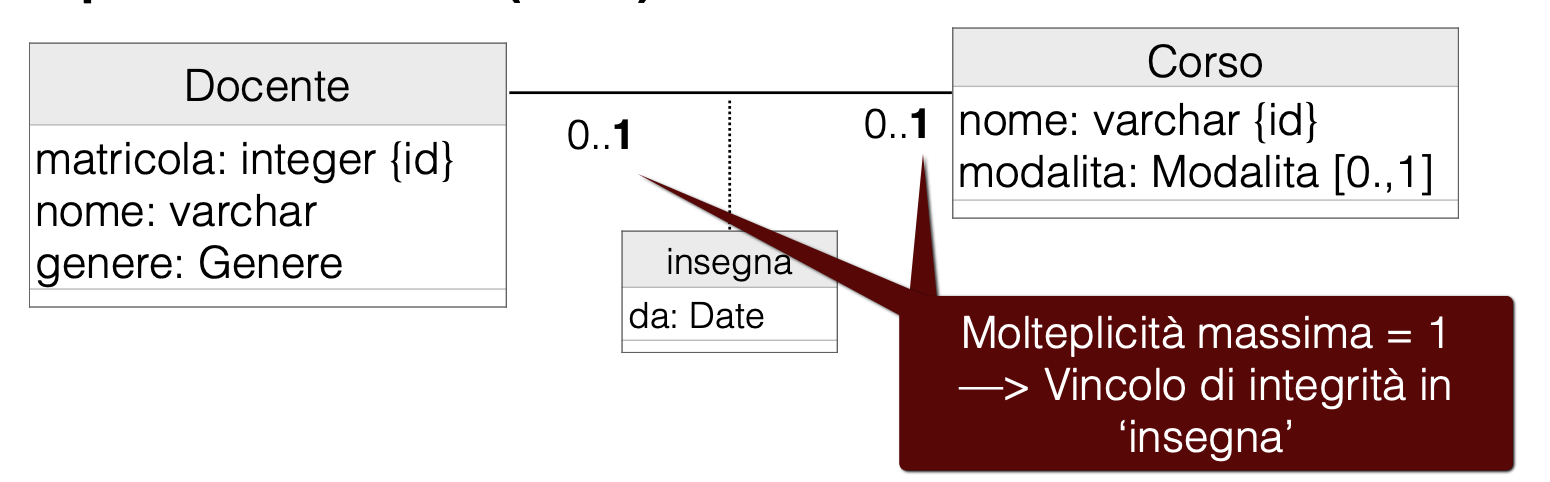 Docente
matricola: integer {id}
nome: varchar
genere: Genere
0..1
0..1
Corso
nome: varchar {id}
modalita: Modalita [0.,1]
insegna
da: Date
Molteplicità massima = 1
—> Vincolo di integrità in
‘insegna’